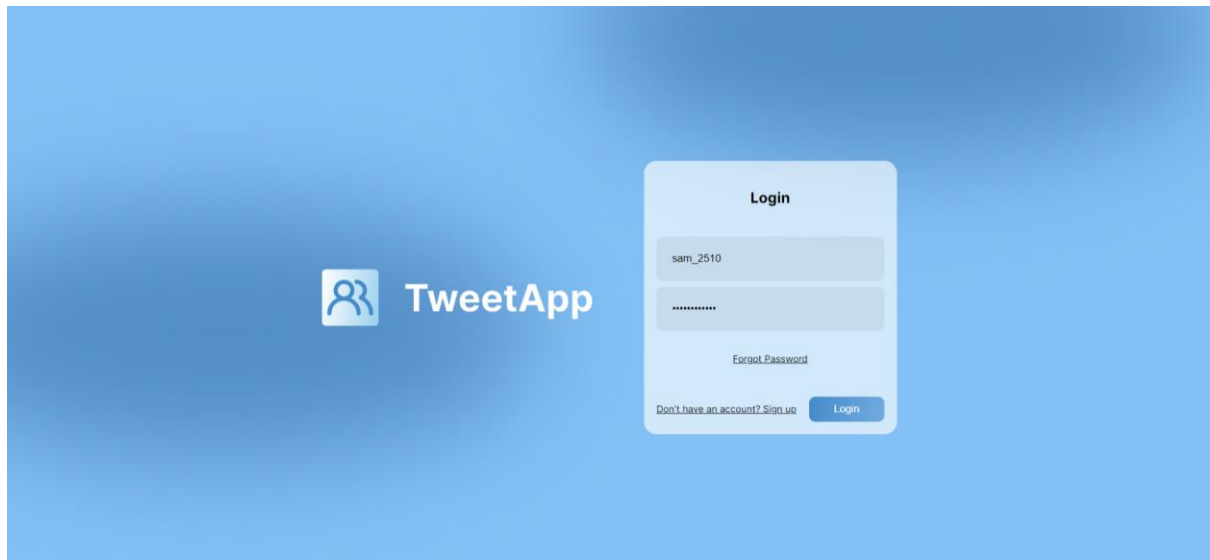 TweetApp
Login
sam_2510
••••••••••••
Forgot Password
Don't have an account? Sign up
Login